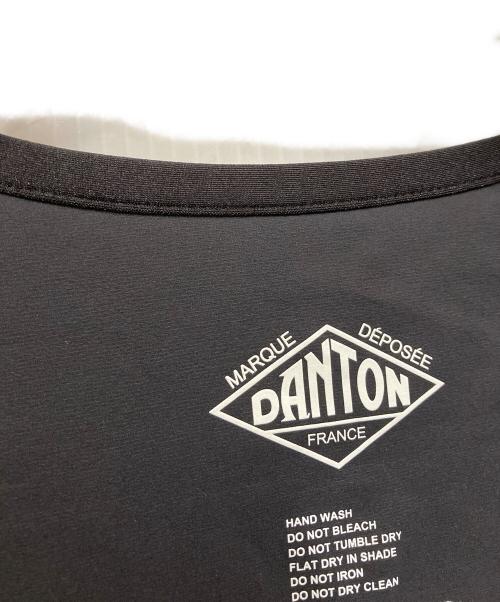 MARQUE DÉPOSÉE
DANTON
FRANCE
HAND WASH
DO NOT BLEACH
DO NOT TUMBLE DRY
FLAT DRY IN SHADE
DO NOT IRON
DO NOT DRY CLEAN